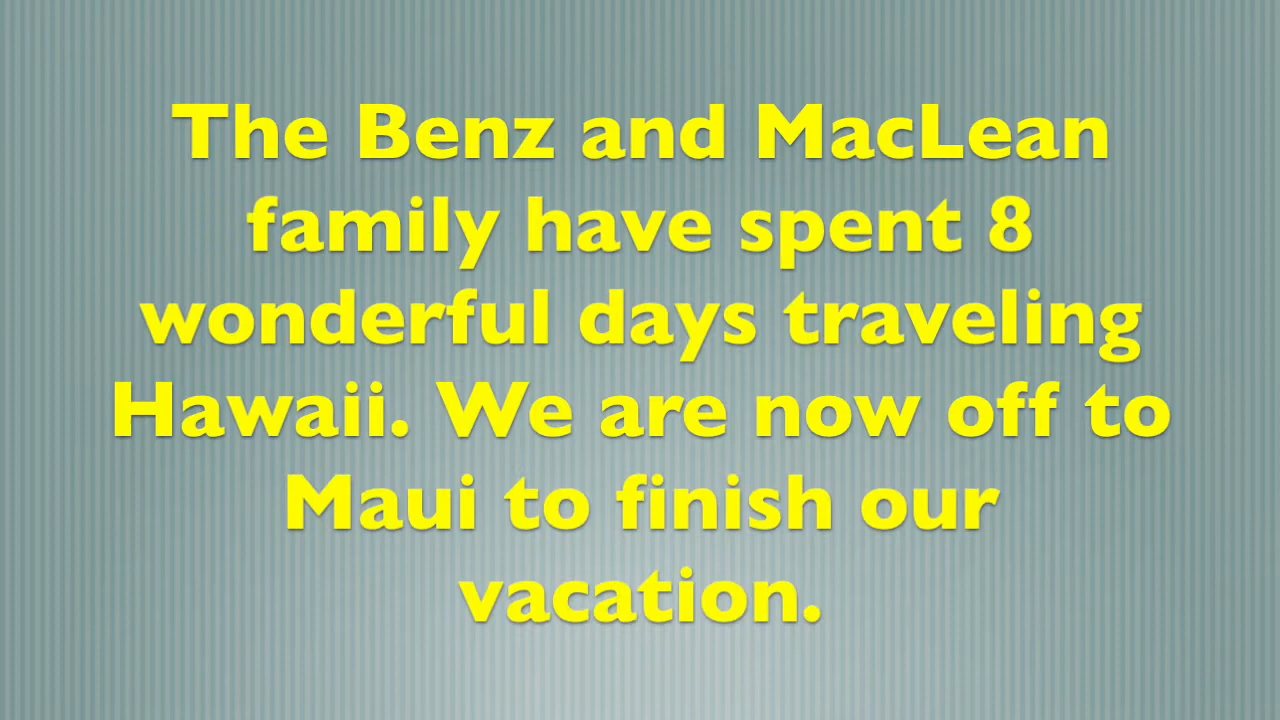 The Benz and MacLean
family have spent 8
wonderful days traveling
Hawaii. We are now off to
Maui to finish our
vacation.